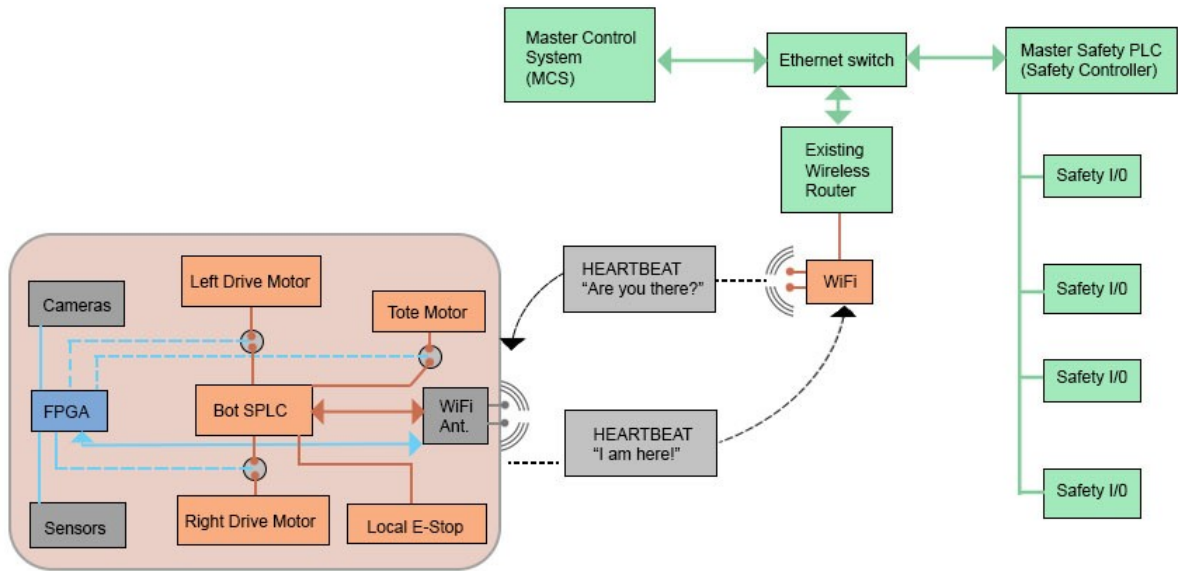 Master Control
System
(MCS)
Ethernet switch
Master Safety PLC
(Safety Controller)
Existing
Wireless
Router
Safety I/0
Safety I/0
Safety I/0
Safety I/0
WiFi
HEARTBEAT
“Are you there?”
HEARTBEAT
“I am here!”
Left Drive Motor
Cameras
Tote Motor
FPGA
Bot SPLC
WiFi
Ant.
Sensors
Right Drive Motor
Local E-Stop